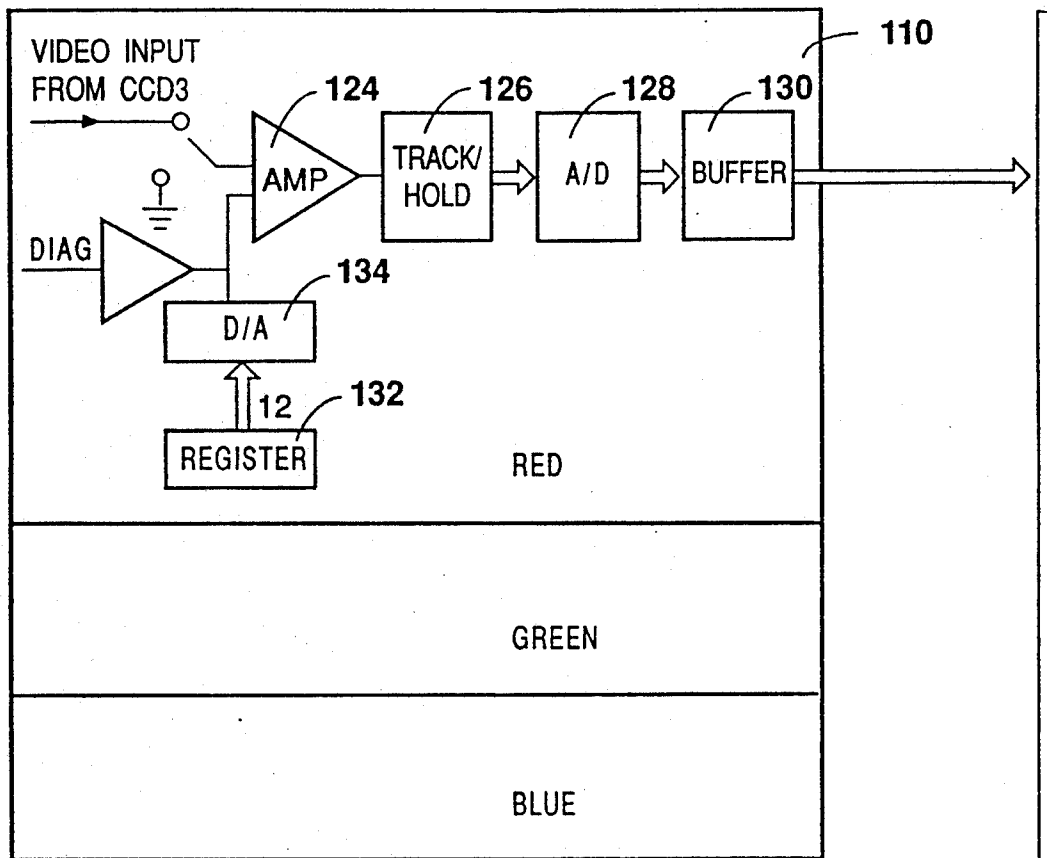 110
VIDEO INPUT
FROM CCD3
124
126
128
130
AMP
TRACK/
HOLD
A/D
BUFFER
DIAG
134
D/A
12
132
REGISTER
RED
GREEN
BLUE